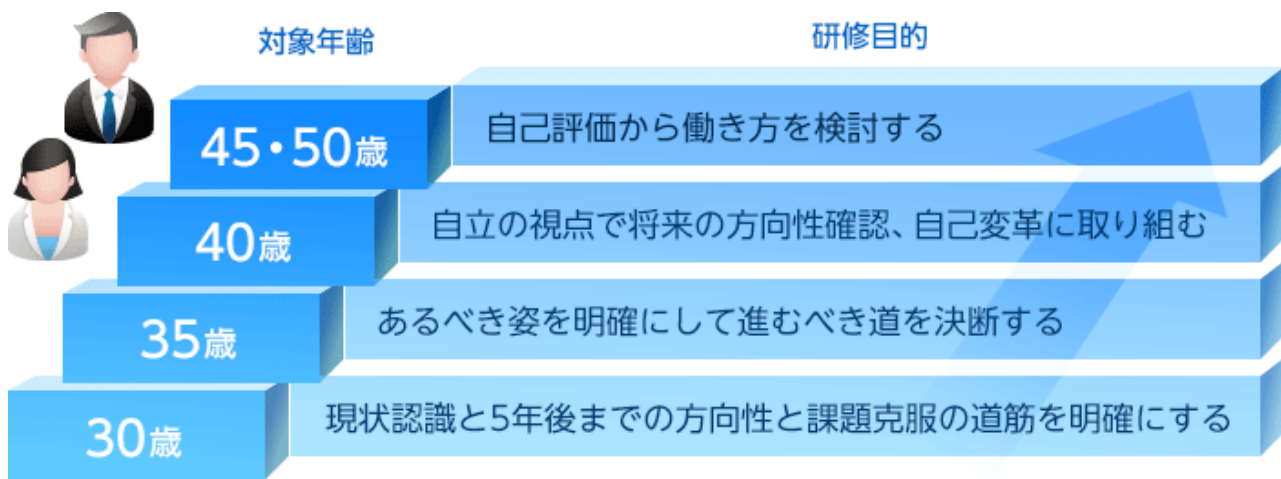 対象年齢
研修目的
45・50歳
自己評価から働き方を検討する
40歳
自立の視点で将来の方向性確認、自己変革に取り組む
35歳
あるべき姿を明確にして進むべき道を決断する
30歳
現状認識と5年後までの方向性と課題克服の道筋を明確にする